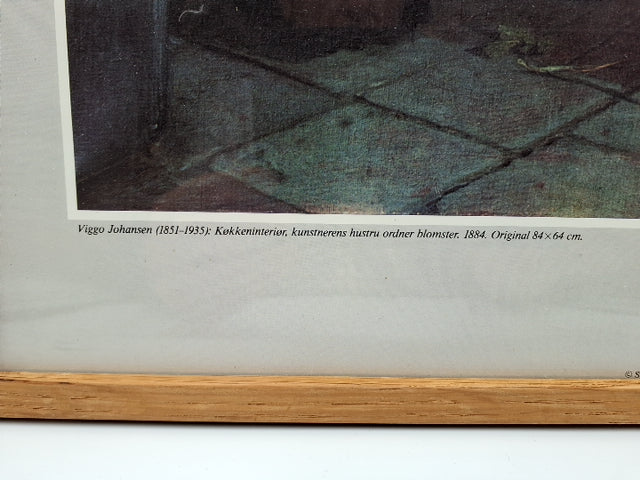 Viggo Johansen (1851–1935): Køkkeninteriør, kunstnerens hustru ordner blomster. 1884. Original 84×64 cm.
© S